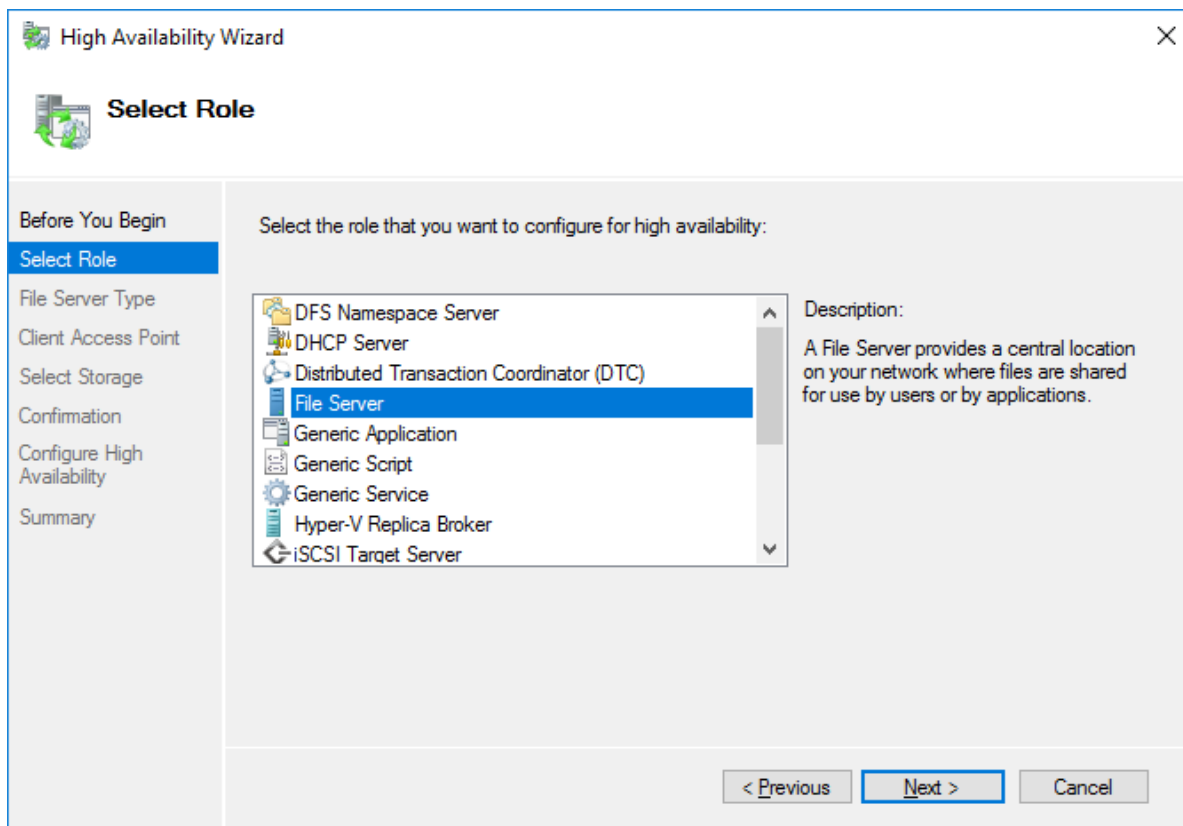 High Availability Wizard
Select Role
Before You Begin
Select Role
File Server Type
Client Access Point
Select Storage
Confirmation
Configure High
Availability
Summary
Select the role that you want to configure for high availability:
DFS Namespace Server
DHCP Server
Distributed Transaction Coordinator (DTC)
File Server
Generic Application
Generic Script
Generic Service
Hyper-V Replica Broker
iSCSI Target Server
Description:
A File Server provides a central location
on your network where files are shared
for use by users or by applications.
< Previous
Next >
Cancel